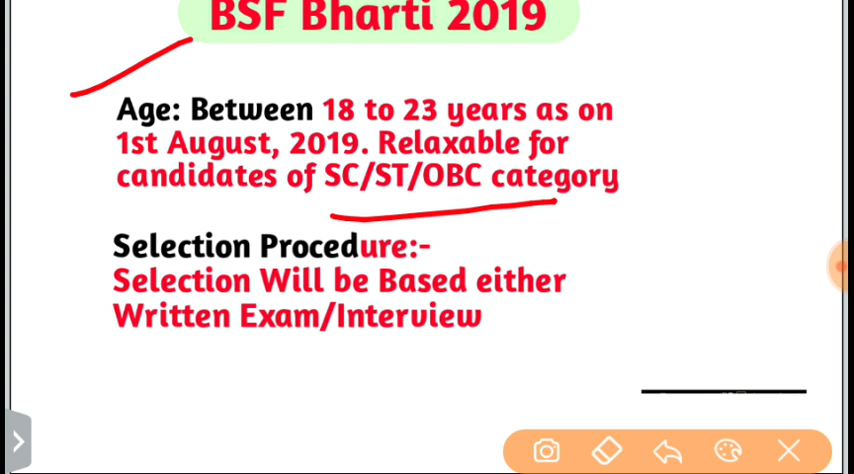 BSF Bharti 2019
Age: Between 18 to 23 years as on
1st August, 2019. Relaxable for
candidates of SC/ST/OBC category
Selection Procedure:-
Selection Will be Based either
Written Exam/Interview